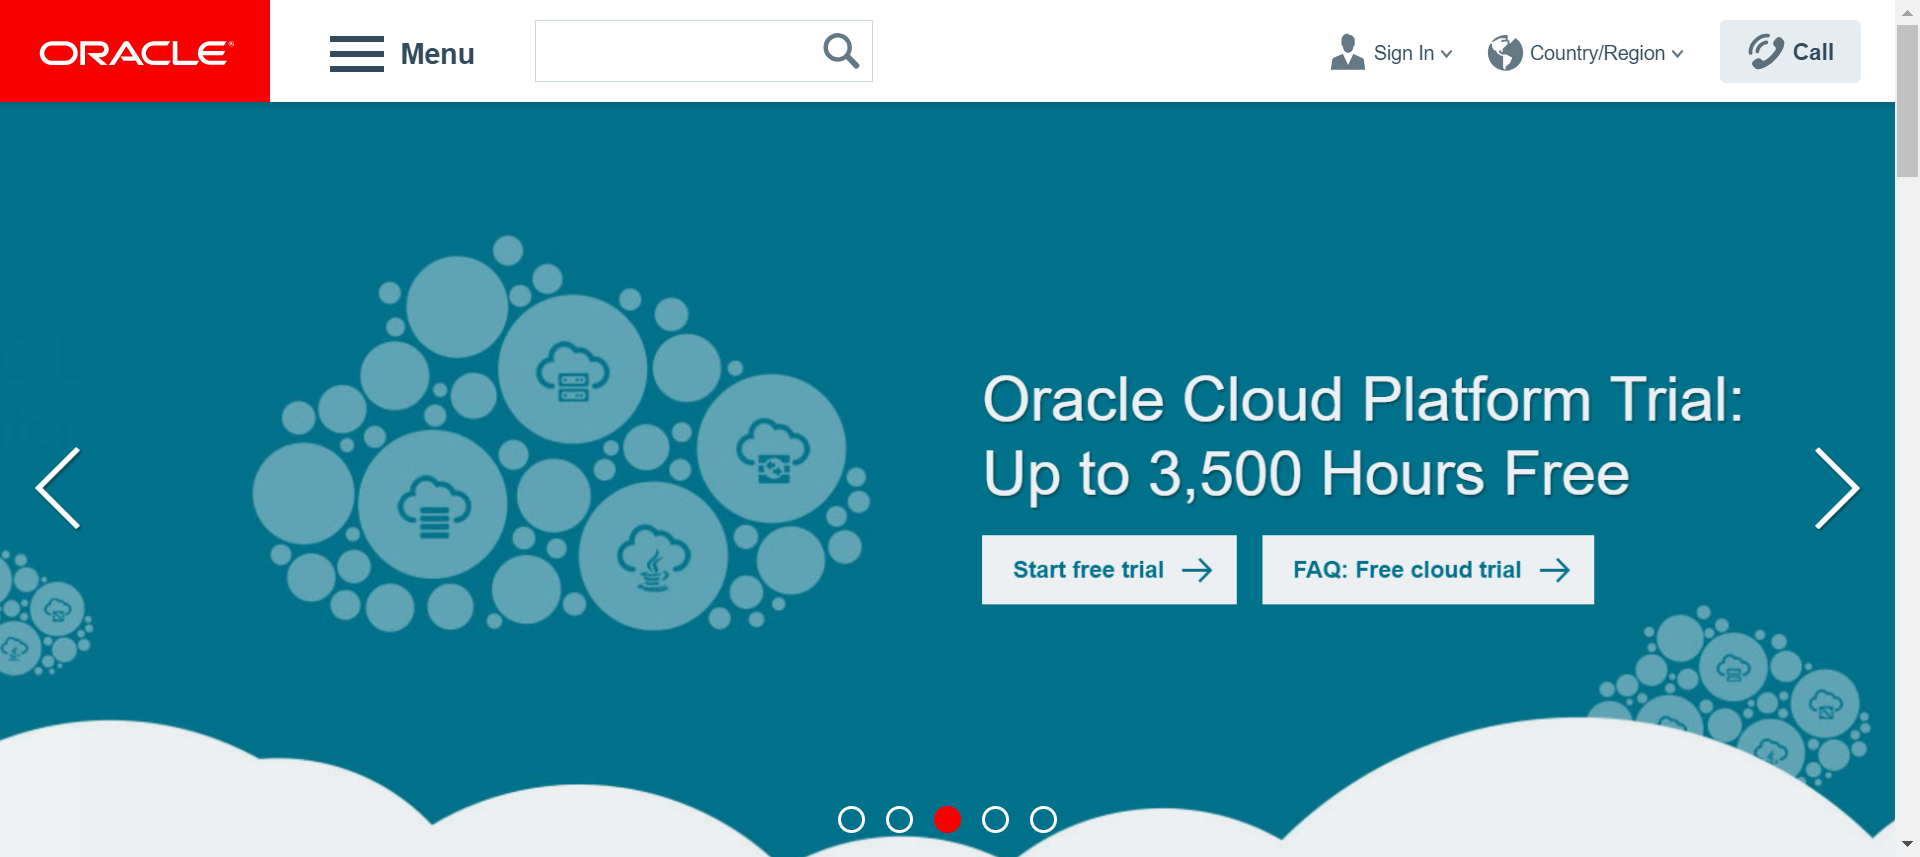 ORACLE®
Menu
Sign In
Country/Region
Call
Oracle Cloud Platform Trial:
Up to 3,500 Hours Free
Start free trial
FAQ: Free cloud trial